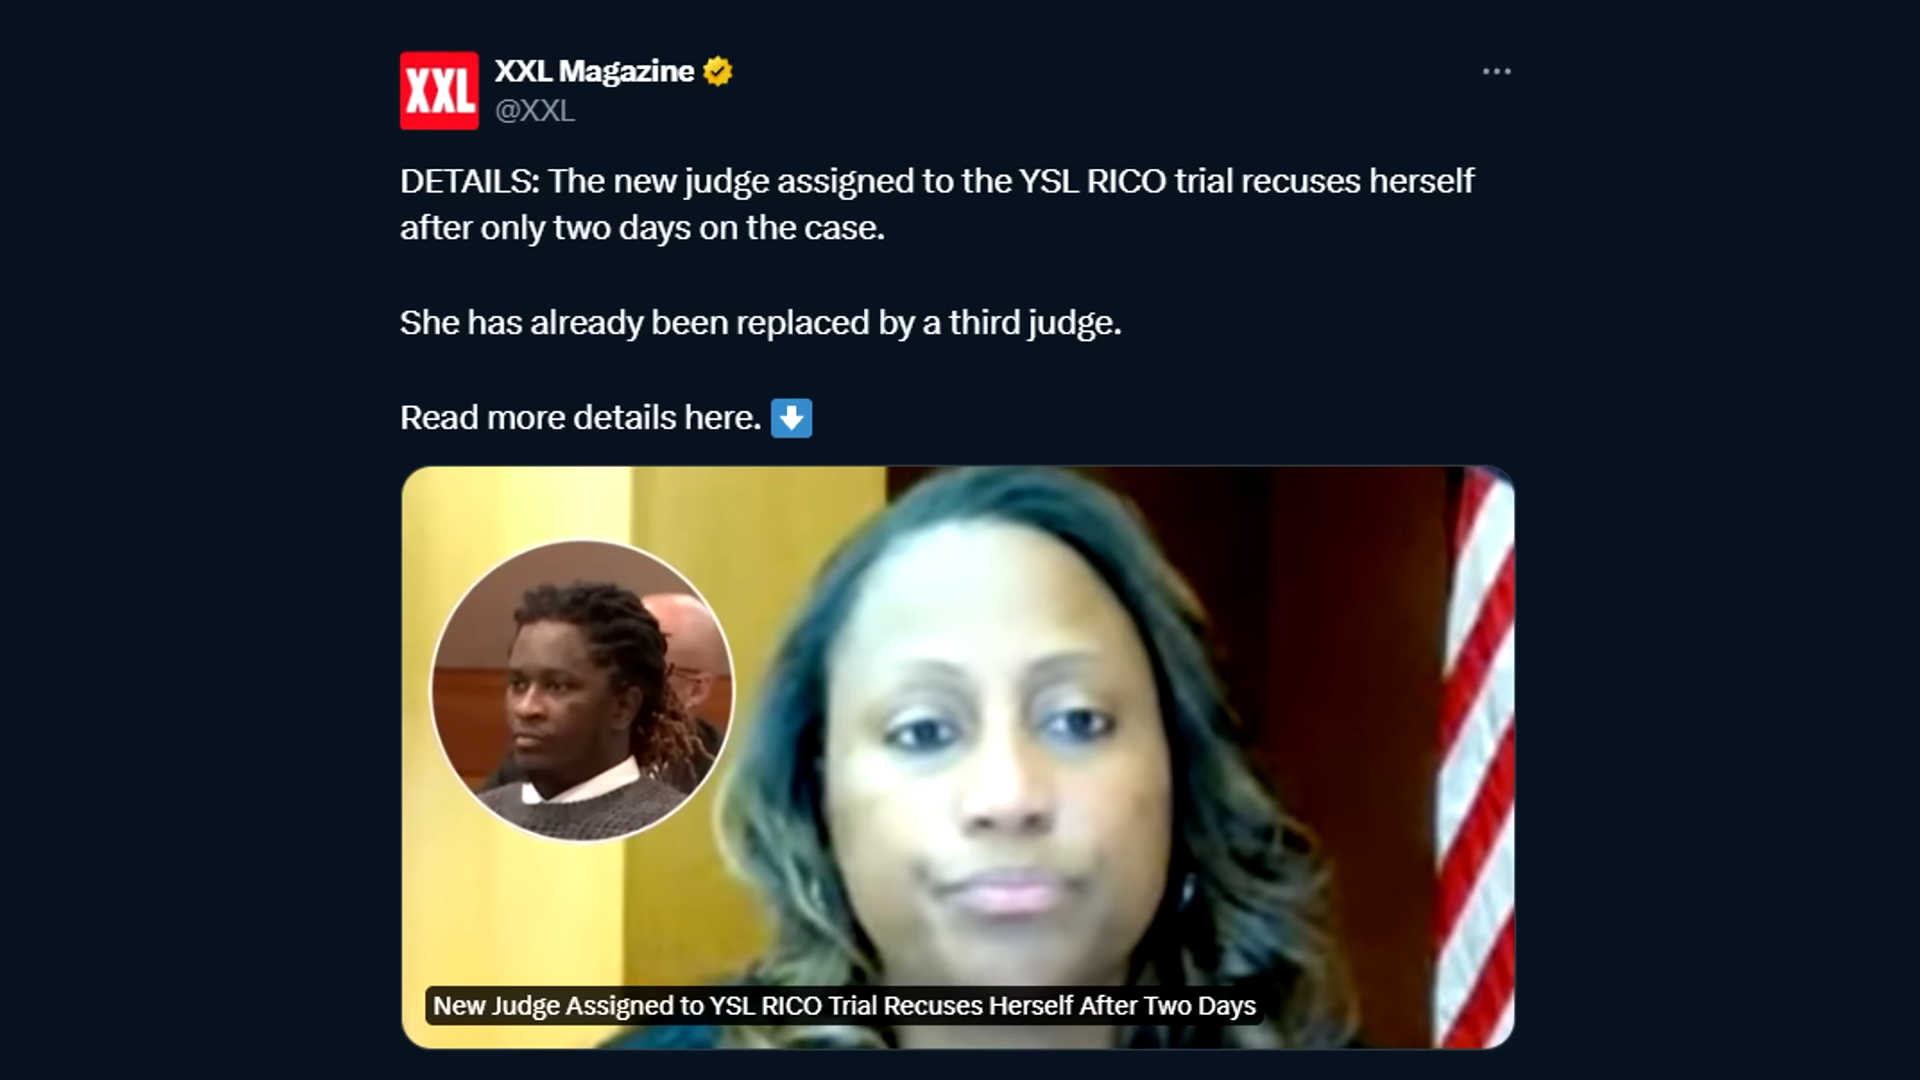 XXL
XXL Magazine
@XXL
DETAILS: The new judge assigned to the YSL RICO trial recuses herself
after only two days on the case.
She has already been replaced by a third judge.
Read more details here. ⬇️
New Judge Assigned to YSL RICO Trial Recuses Herself After Two Days